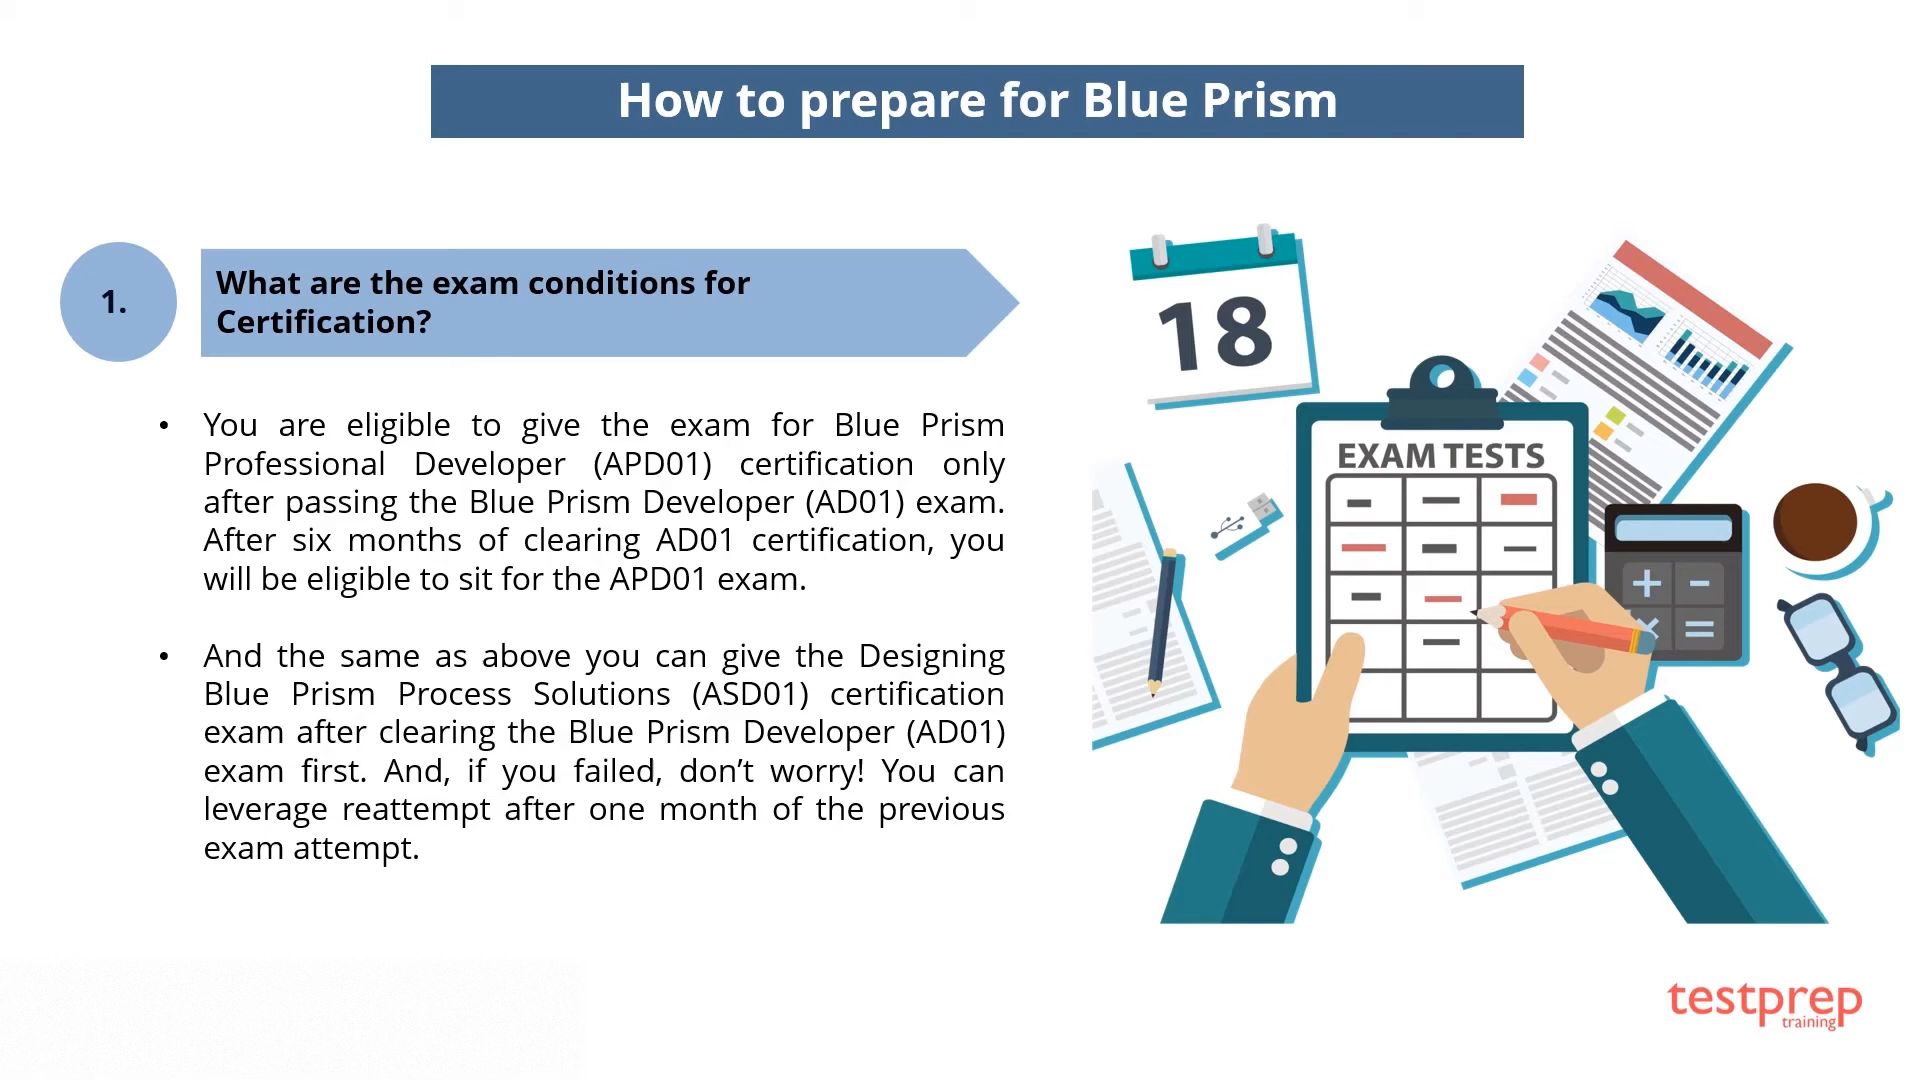 How to prepare for Blue Prism
1.
What are the exam conditions for
Certification?
• You are eligible to give the exam for Blue Prism
Professional Developer (APD01) certification only
after passing the Blue Prism Developer (AD01) exam.
After six months of clearing AD01 certification, you
will be eligible to sit for the APD01 exam.
• And the same as above you can give the Designing
Blue Prism Process Solutions (ASD01) certification
exam after clearing the Blue Prism Developer (AD01)
exam first. And, if you failed, don’t worry! You can
leverage reattempt after one month of the previous
exam attempt.
18
EXAM TESTS
+ −
× =
testprep
training